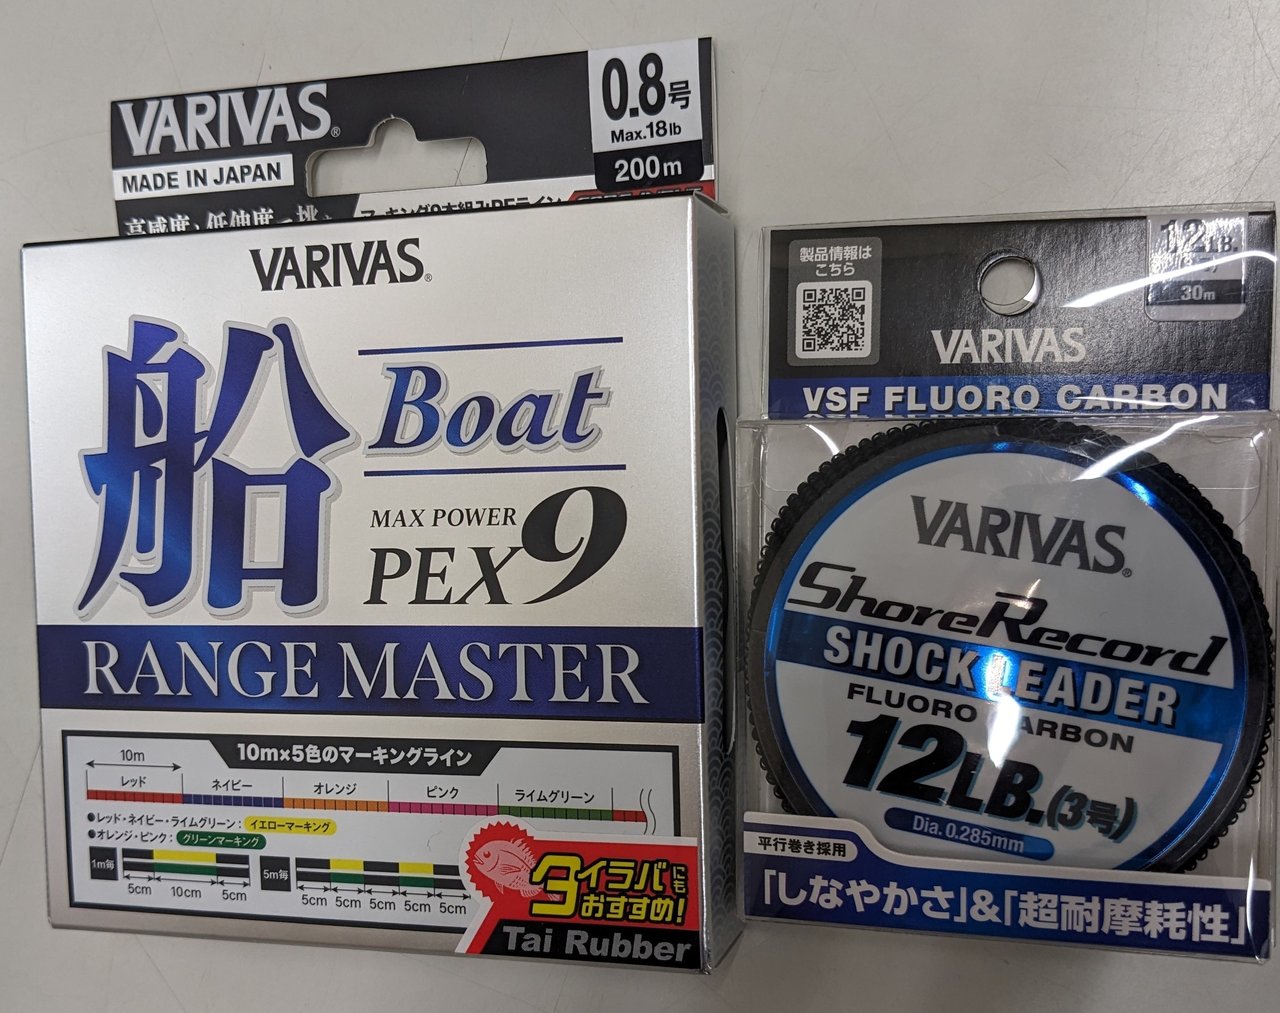 VARIVAS®
MADE IN JAPAN
0.8号
Max.18lb
200m
高感度、低伸度
VARIVAS®
船
Boat
MAX POWER
PEX9
RANGE MASTER
10m×5色のマーキングライン
10m
レッド ネイビー オレンジ ピンク ライムグリーン
●レッド・ネイビー・ライムグリーン：イエローマーキング
●オレンジ・ピンク：グリーンマーキング
1m毎
5cm 10cm 5cm
5m毎
5cm 5cm 5cm 5cm 5cm
タイラバにも
おすすめ!
Tai Rubber
製品情報は
こちら
12LB.
30m
VARIVAS
VSF FLUORO CARBON
VARIVAS®
ShoreRecord
SHOCK LEADER
FLUORO CARBON
12LB.(3号)
Dia. 0.285mm
平行巻き採用
「しなやかさ」&「超耐摩耗性」